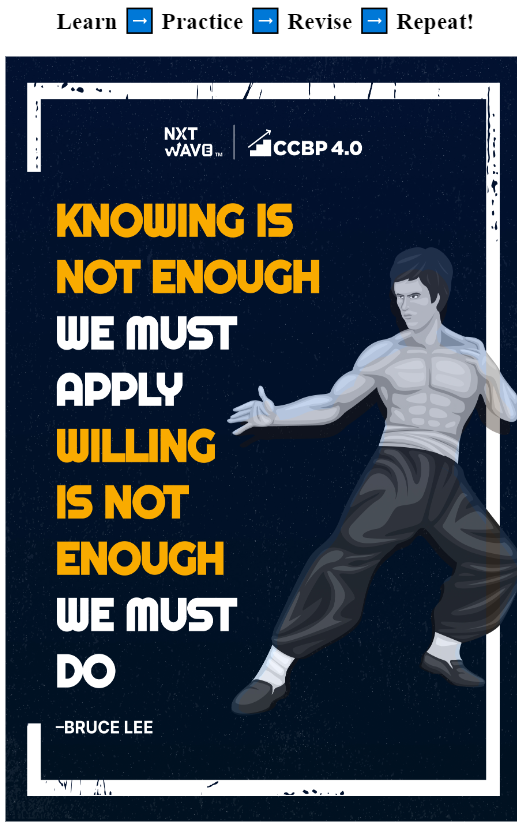 Learn ➡ Practice ➡ Revise ➡ Repeat!
NXT
WAVE™
CCBP 4.0
KNOWING IS
NOT ENOUGH
WE MUST
APPLY
WILLING
IS NOT
ENOUGH
WE MUST
DO
–BRUCE LEE